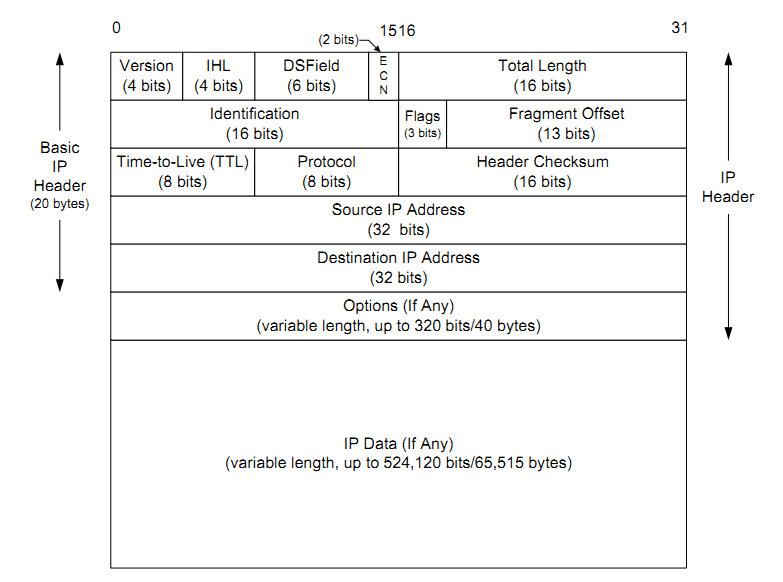 0
15 16
31
(2 bits)
Version
(4 bits)
IHL
(4 bits)
DSField
(6 bits)
E
C
N
Total Length
(16 bits)
Identification
(16 bits)
Flags
(3 bits)
Fragment Offset
(13 bits)
Time-to-Live (TTL)
(8 bits)
Protocol
(8 bits)
Header Checksum
(16 bits)
Source IP Address
(32 bits)
Destination IP Address
(32 bits)
Options (If Any)
(variable length, up to 320 bits/40 bytes)
IP Data (If Any)
(variable length, up to 524,120 bits/65,515 bytes)
Basic
IP
Header
(20 bytes)
IP
Header